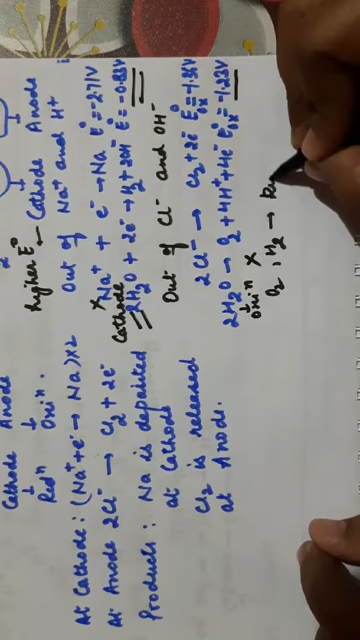 Cathode Anode
↓ ↓
Redⁿ Oxiⁿ.
At Cathode : (Na⁺ + e⁻ → Na) × 2
At Anode 2Cl⁻ → Cl₂ + 2e⁻
Products : Na is deposited
at Cathode
Cl₂ is released
at Anode.
higher E° ← Cathode Anode
Out of Na⁺ and H⁺
× Na⁺ + e⁻ → Na E° = -2.71V
Cathode 2H₂O + 2e⁻ → H₂ + 2OH⁻ E° = -0.83V
Out of Cl⁻ and OH⁻
2Cl⁻ → Cl₂ + 2e⁻ E°ox = -1.36V
2H₂O → O₂ + 4H⁺ + 4e⁻ E°ox = -1.23V
↓
oxiⁿ ×
O₂, H₂ →